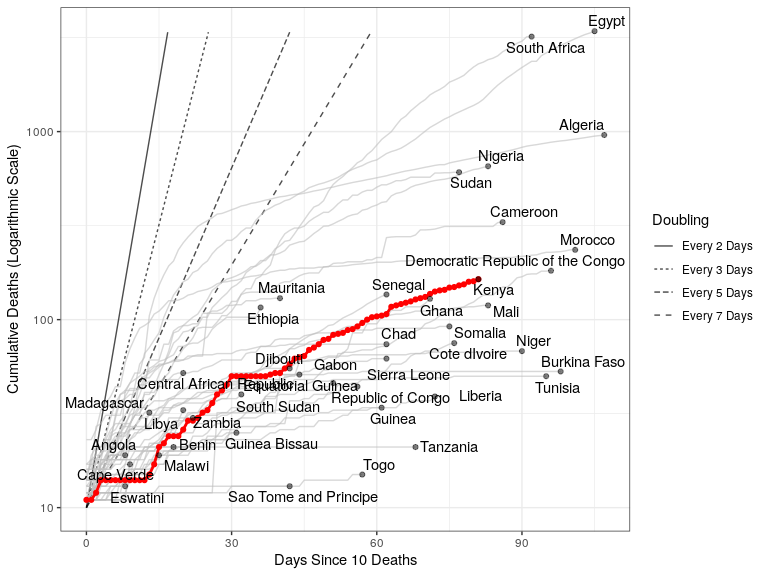 Egypt
South Africa
Algeria
1000
Nigeria
Sudan
Cameroon
Morocco
Democratic Republic of the Congo
Mauritania
Senegal
Kenya
Ethiopia
Ghana
Mali
100
Chad
Somalia
Niger
Djibouti
Gabon
Cote dIvoire
Burkina Faso
Central African Republic
Equatorial Guinea
Sierra Leone
Tunisia
Madagascar
South Sudan
Republic of Congo
Liberia
Libya
Zambia
Guinea
Angola
Benin
Guinea Bissau
Tanzania
Cape Verde
Malawi
Togo
Eswatini
Sao Tome and Principe
10
0
30
60
90
Days Since 10 Deaths
Cumulative Deaths (Logarithmic Scale)
Doubling
Every 2 Days
Every 3 Days
Every 5 Days
Every 7 Days